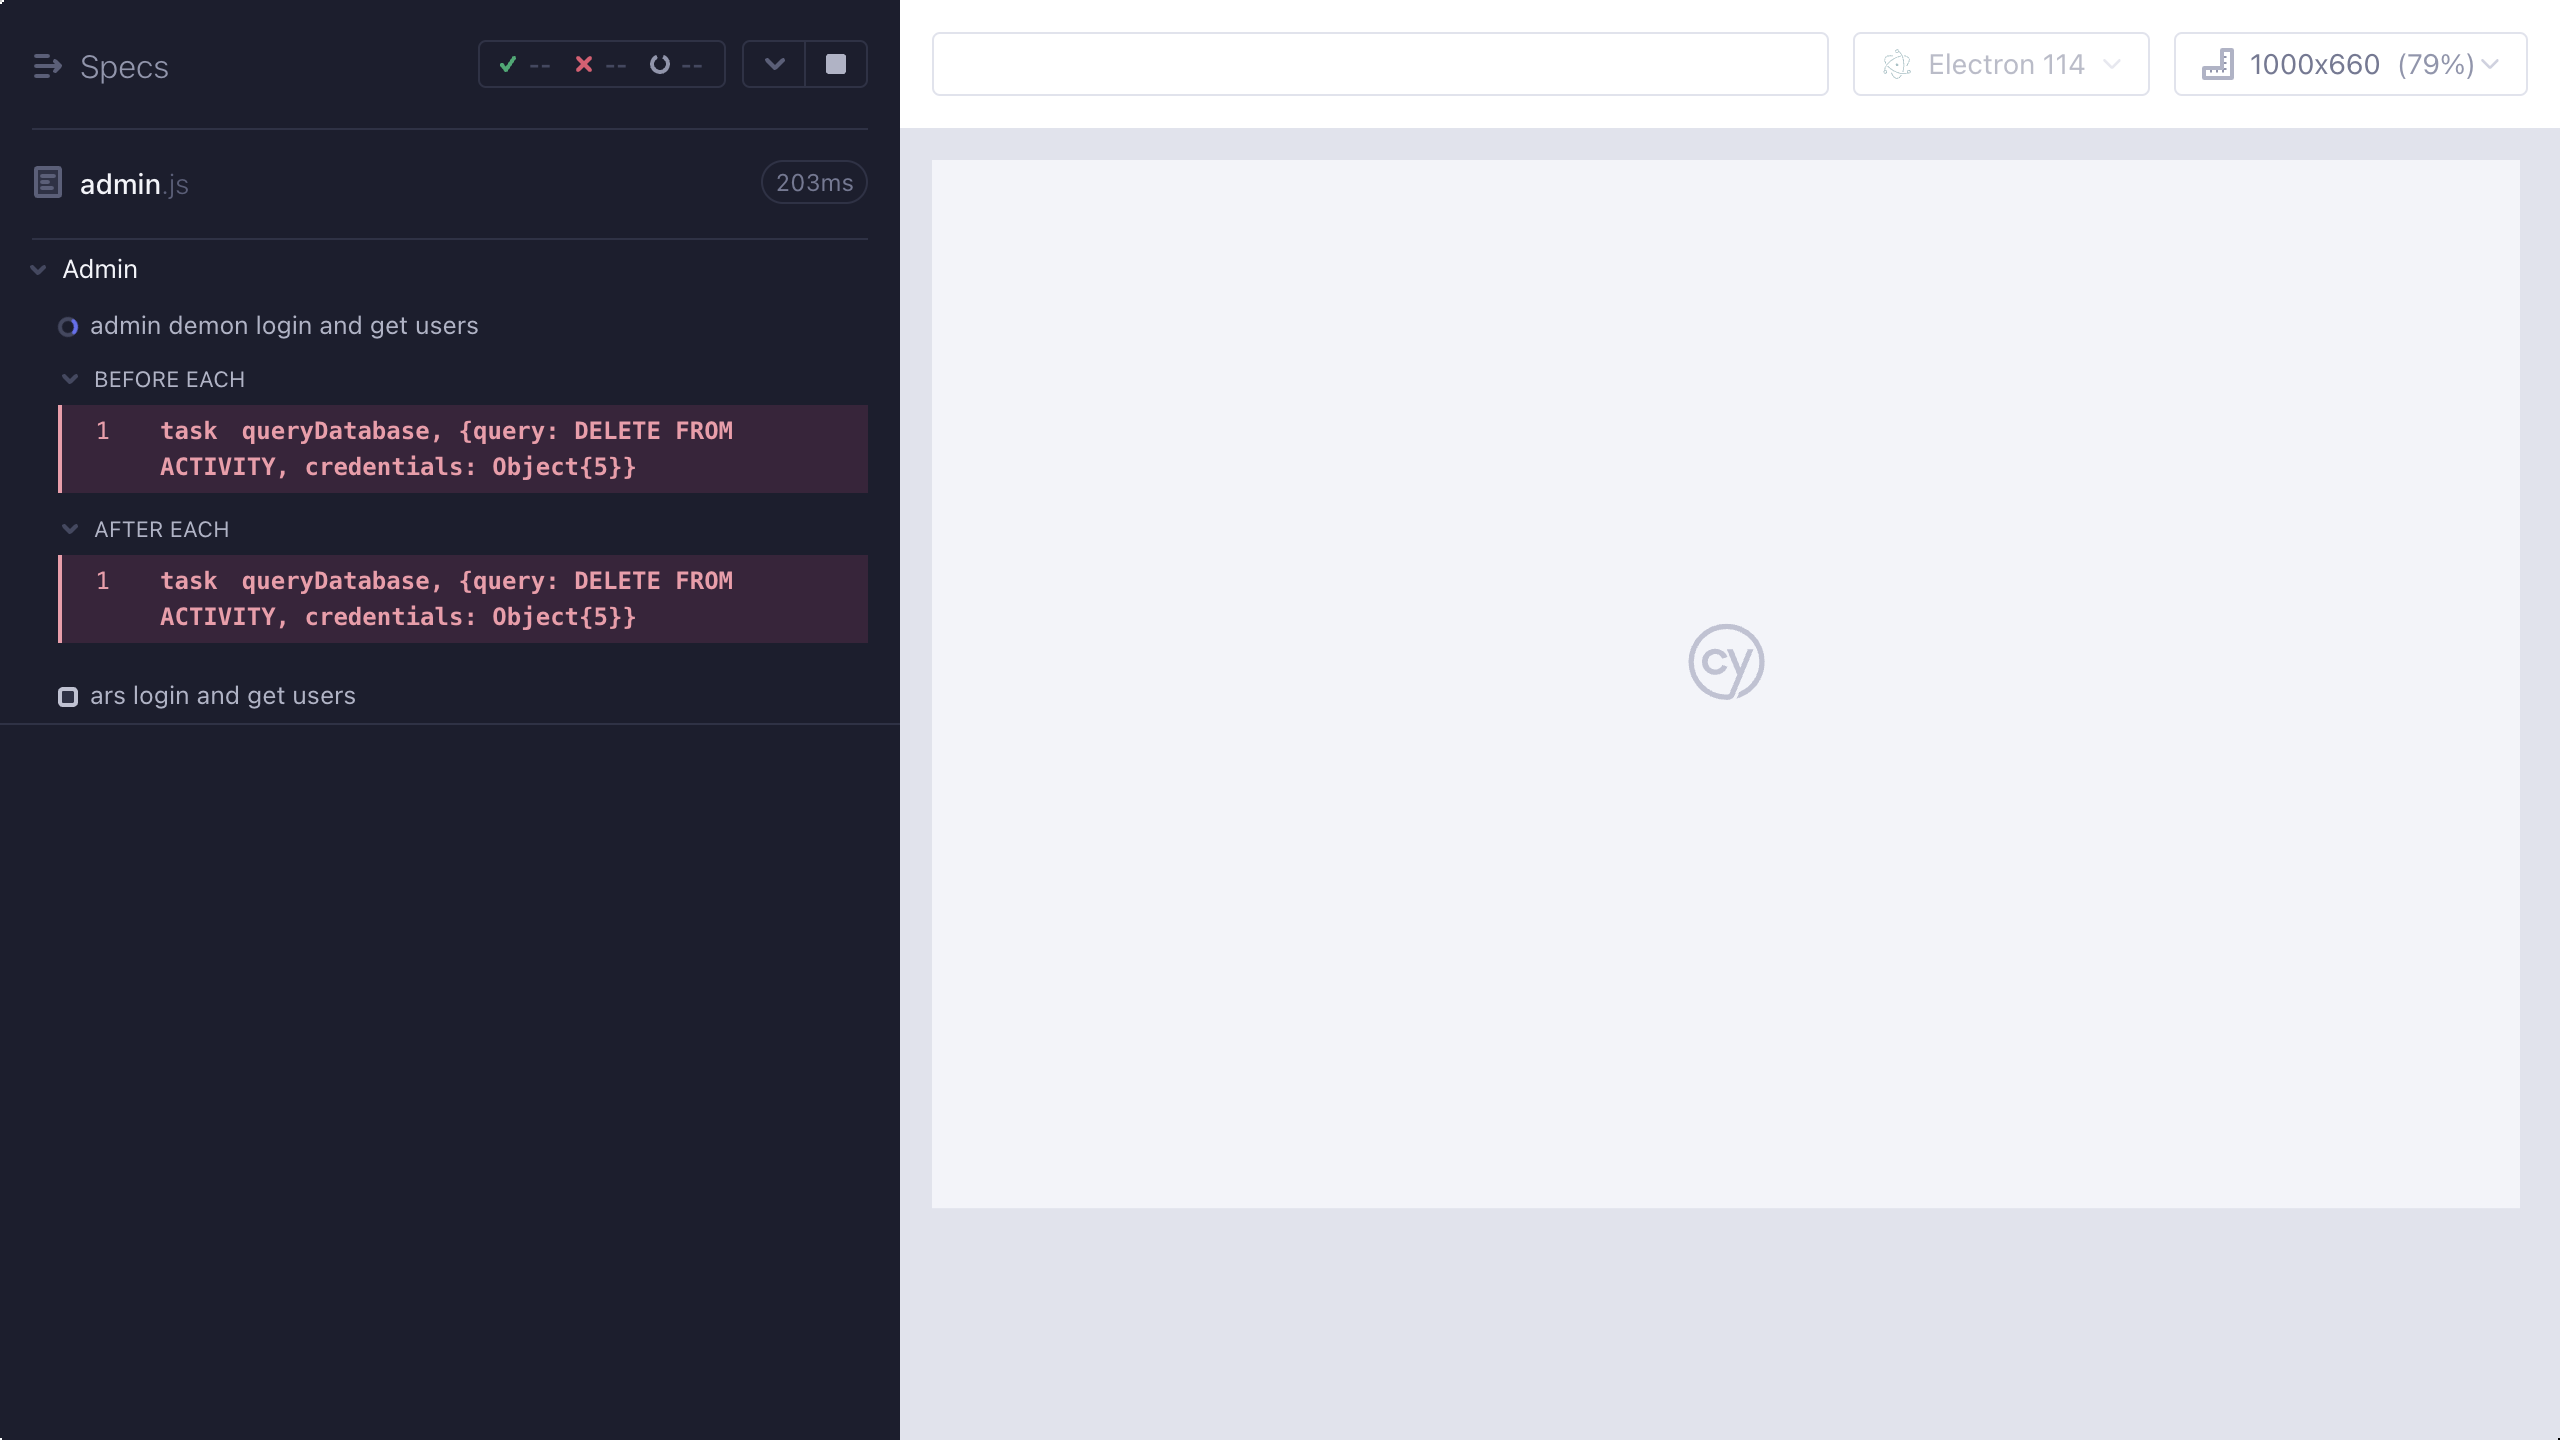 Specs
--
--
--
Electron 114
1000x660 (79%)
admin.js
203ms
Admin
admin demon login and get users
BEFORE EACH
1 task queryDatabase, {query: DELETE FROM
ACTIVITY, credentials: Object{5}}
AFTER EACH
1 task queryDatabase, {query: DELETE FROM
ACTIVITY, credentials: Object{5}}
ars login and get users
cy